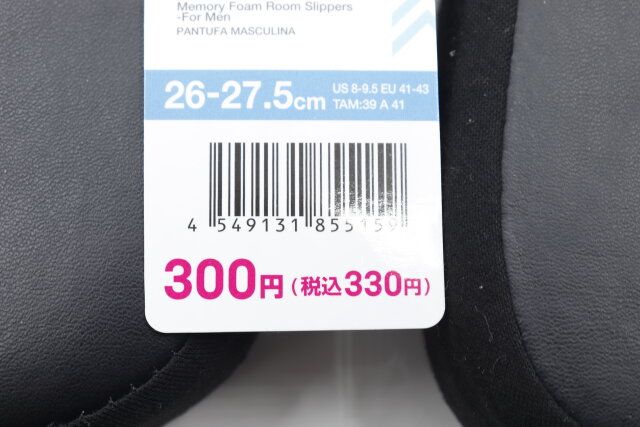 Memory Foam Room Slippers
-For Men
PANTUFA MASCULINA
26-27.5cm
US 8-9.5 EU 41-43
TAM:39 A 41
4 549131 855159
300円(税込330円)